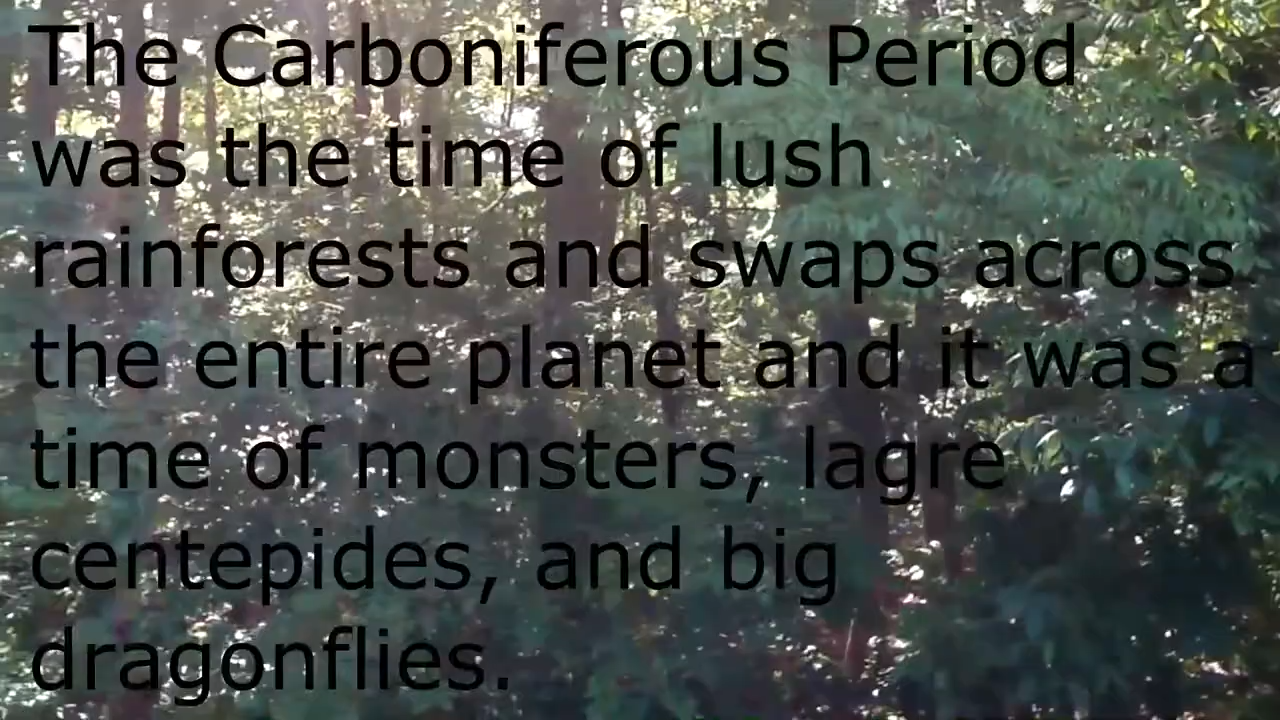 The Carboniferous Period
was the time of lush
rainforests and swaps across
the entire planet and it was a
time of monsters, lagre
centepides, and big
dragonflies.